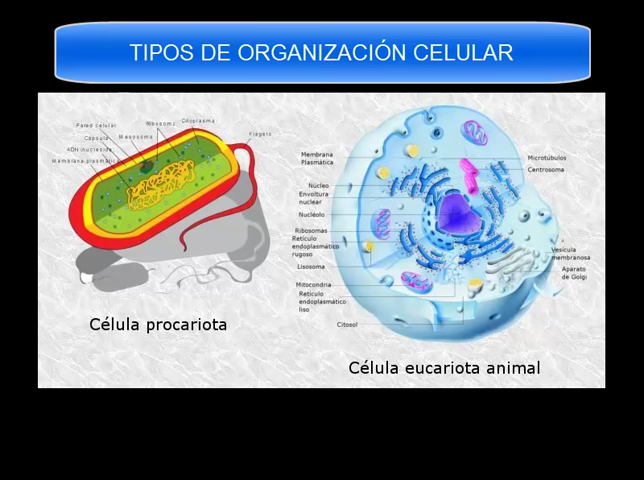 TIPOS DE ORGANIZACIÓN CELULAR
Pared celular
Ribosoma
Citoplasma
Capsula
Mesosoma
Flagelo
ADN nucleoide
Membrana plasmática
Célula procariota
Membrana
Plasmática
Núcleo
Envoltura
nuclear
Nucléolo
Ribosomas
Retículo
endoplasmático
rugoso
Lisosoma
Mitocondria
Retículo
endoplasmático
liso
Citosol
Microtúbulos
Centrosoma
Vesícula
membranosa
Aparato
de Golgi
Célula eucariota animal